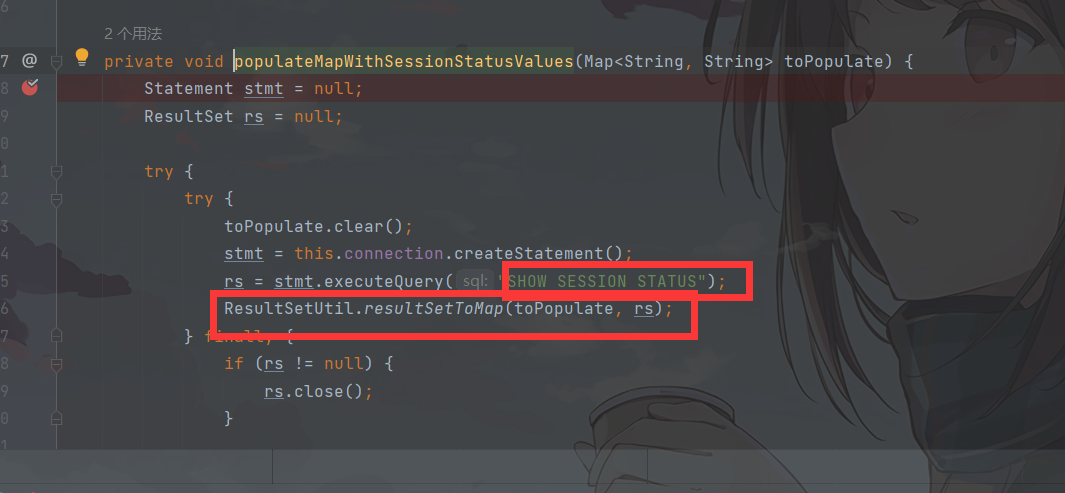 6
2 个用法
7 @ private void populateMapWithSessionStatusValues(Map<String, String> toPopulate) {
8 Statement stmt = null;
9 ResultSet rs = null;
0
1 try {
2 try {
3 toPopulate.clear();
4 stmt = this.connection.createStatement();
5 rs = stmt.executeQuery( sql: "SHOW SESSION STATUS");
6 ResultSetUtil.resultSetToMap(toPopulate, rs);
7 } finally {
8 if (rs != null) {
9 rs.close();
0 }
1